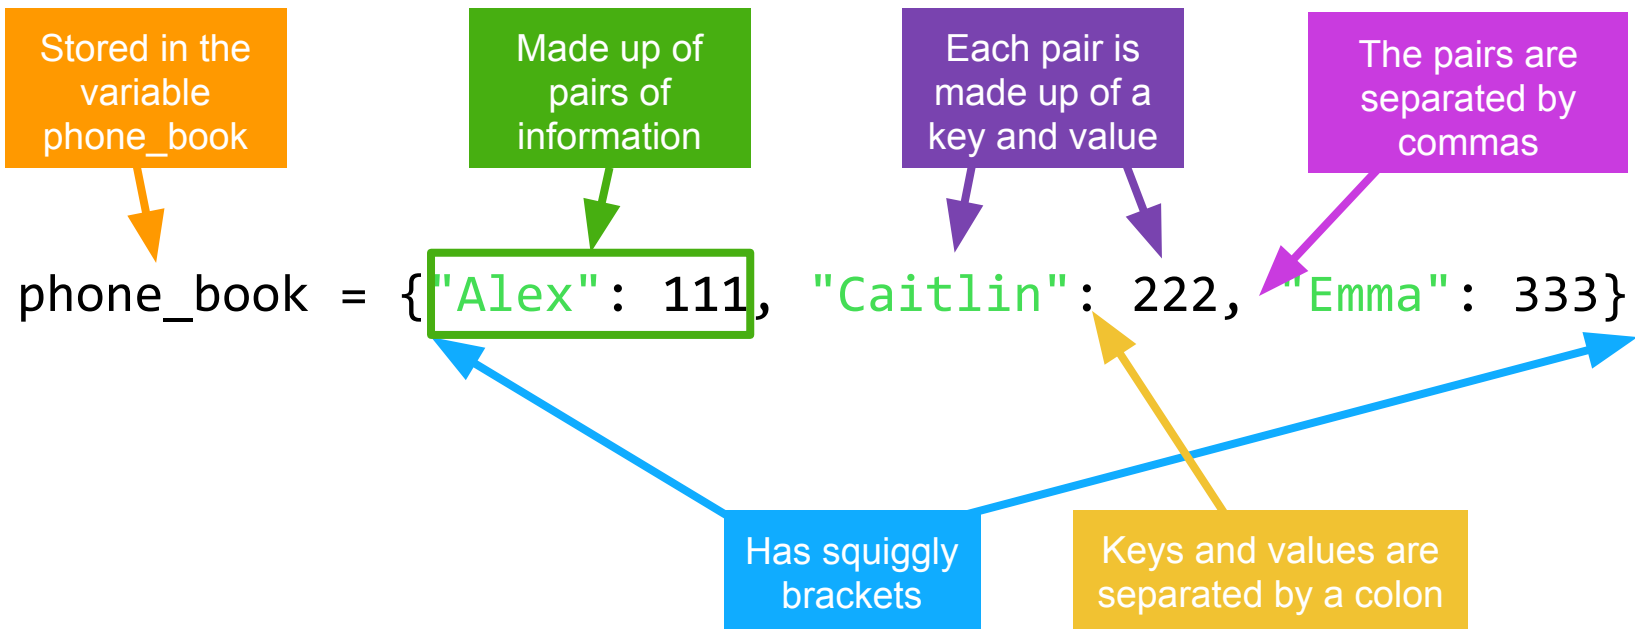 Stored in the
variable
phone_book
Made up of
pairs of
information
Each pair is
made up of a
key and value
The pairs are
separated by
commas
phone_book = {"Alex": 111, "Caitlin": 222, "Emma": 333}
Has squiggly
brackets
Keys and values are
separated by a colon